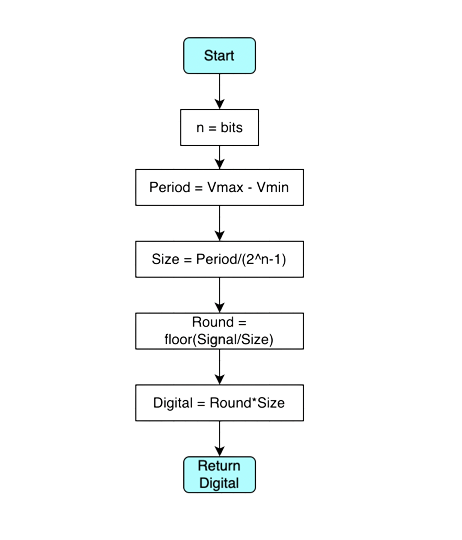 Start
n = bits
Period = Vmax - Vmin
Size = Period/(2^n-1)
Round =
floor(Signal/Size)
Digital = Round*Size
Return
Digital